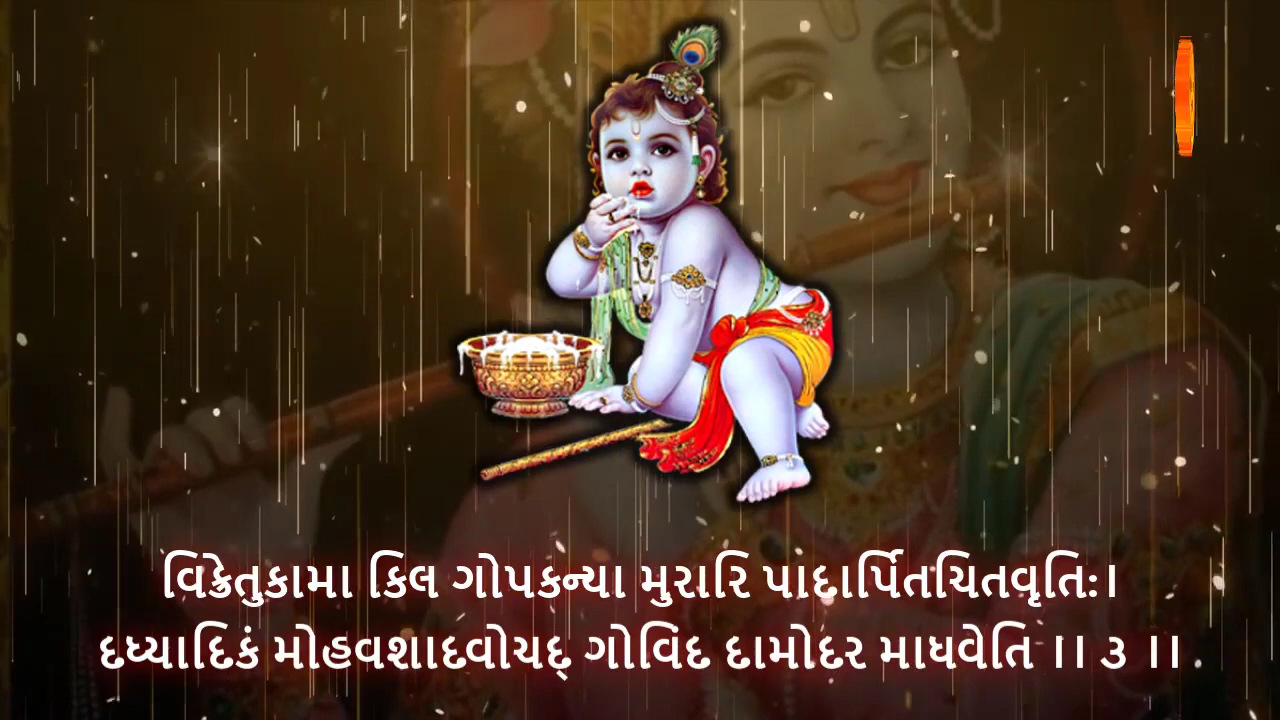 વિક્રેતુકામા કિલ ગોપકન્યા મુરારિ પાદાર્પિતચિતવૃતિઃ।
દધ્યાદિકં મોહવશાદવોચદ્ ગોવિંદ દામોદર માધવેતિ ।। ૩ ।।